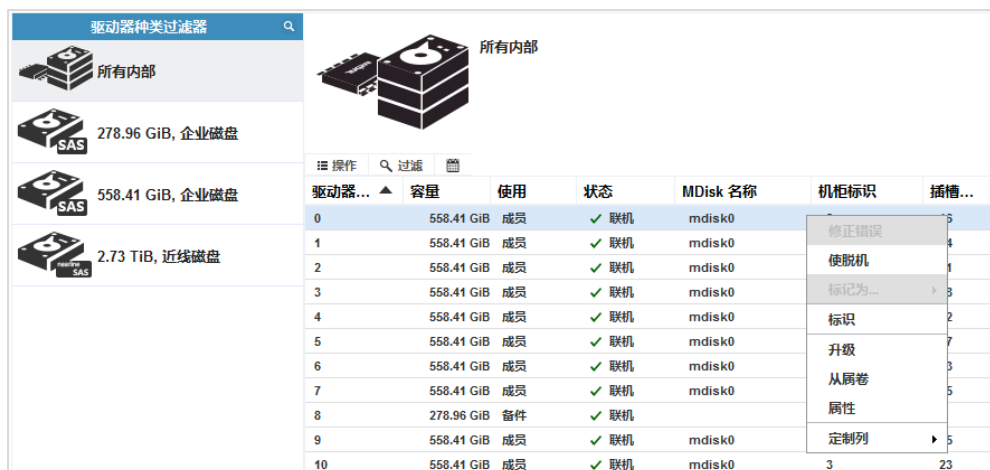 驱动器种类过滤器
所有内部
278.96 GiB, 企业磁盘
SAS
558.41 GiB, 企业磁盘
SAS
2.73 TiB, 近线磁盘
nearline
SAS
所有内部
操作 过滤
驱动器... 容量 使用 状态 MDisk 名称 机柜标识 插槽...
0 558.41 GiB 成员 联机 mdisk0 6
1 558.41 GiB 成员 联机 mdisk0 4
2 558.41 GiB 成员 联机 mdisk0 1
3 558.41 GiB 成员 联机 mdisk0 8
4 558.41 GiB 成员 联机 mdisk0 2
5 558.41 GiB 成员 联机 mdisk0 7
6 558.41 GiB 成员 联机 mdisk0 3
7 558.41 GiB 成员 联机 mdisk0 5
8 278.96 GiB 备件 联机
9 558.41 GiB 成员 联机 mdisk0 5
10 558.41 GiB 成员 联机 mdisk0 3 23
修正错误
使脱机
标记为...
标识
升级
从属卷
属性
定制列